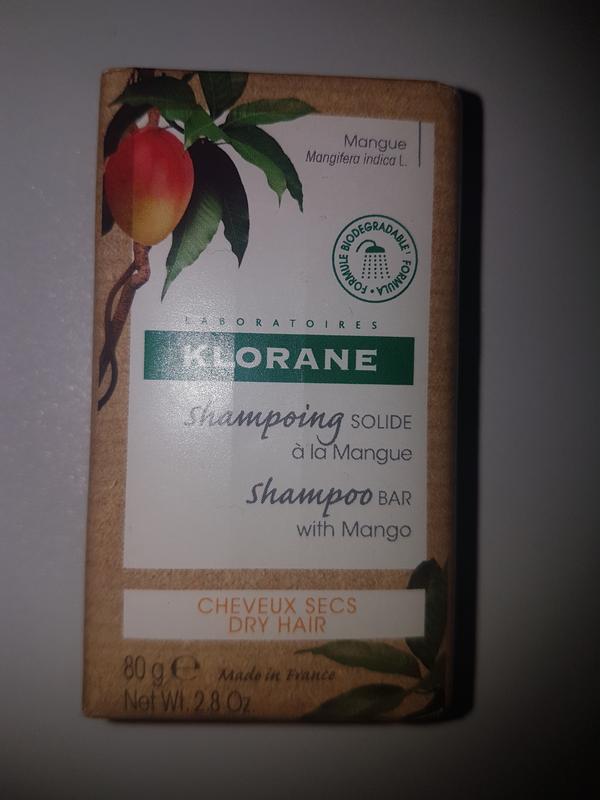 Mangue
Mangifera indica L.
FORMULE BIODEGRADABLE¹ • FORMULA •
LABORATOIRES
KLORANE
shampoing SOLIDE
à la Mangue
shampoo BAR
with Mango
CHEVEUX SECS
DRY HAIR
80 g ℮ Made in France
Net Wt. 2.8 Oz.